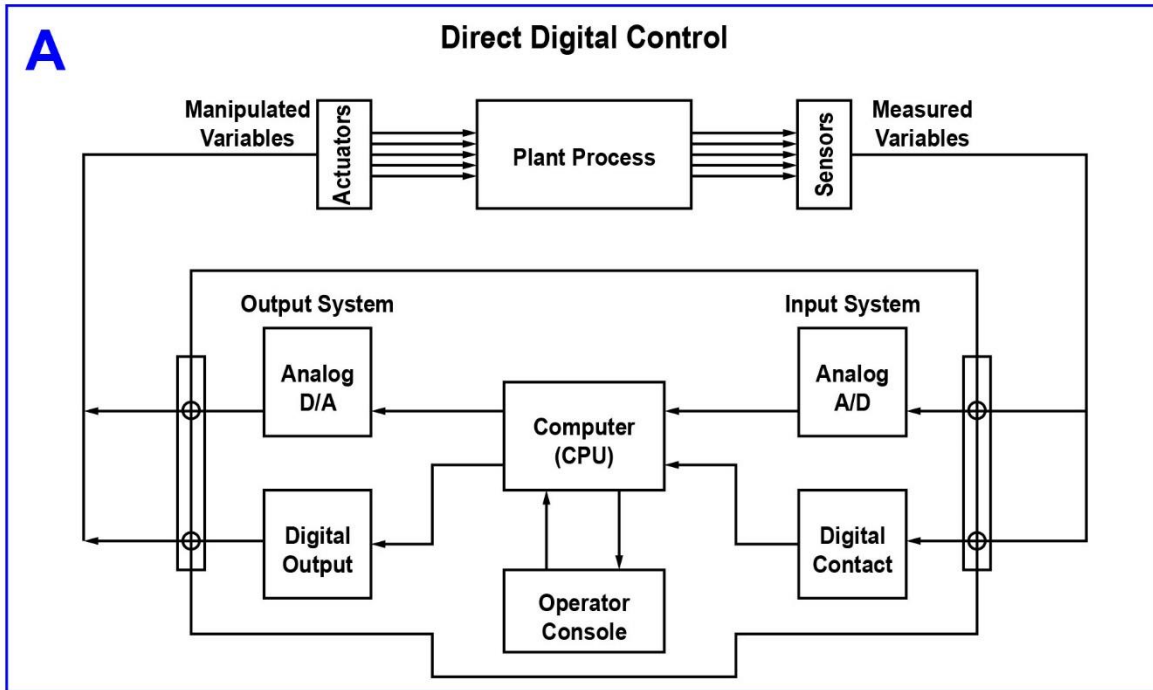 A
Direct Digital Control
Manipulated
Variables
Actuators
Plant Process
Sensors
Measured
Variables
Output System
Input System
Analog
D/A
Computer
(CPU)
Analog
A/D
Digital
Output
Operator
Console
Digital
Contact